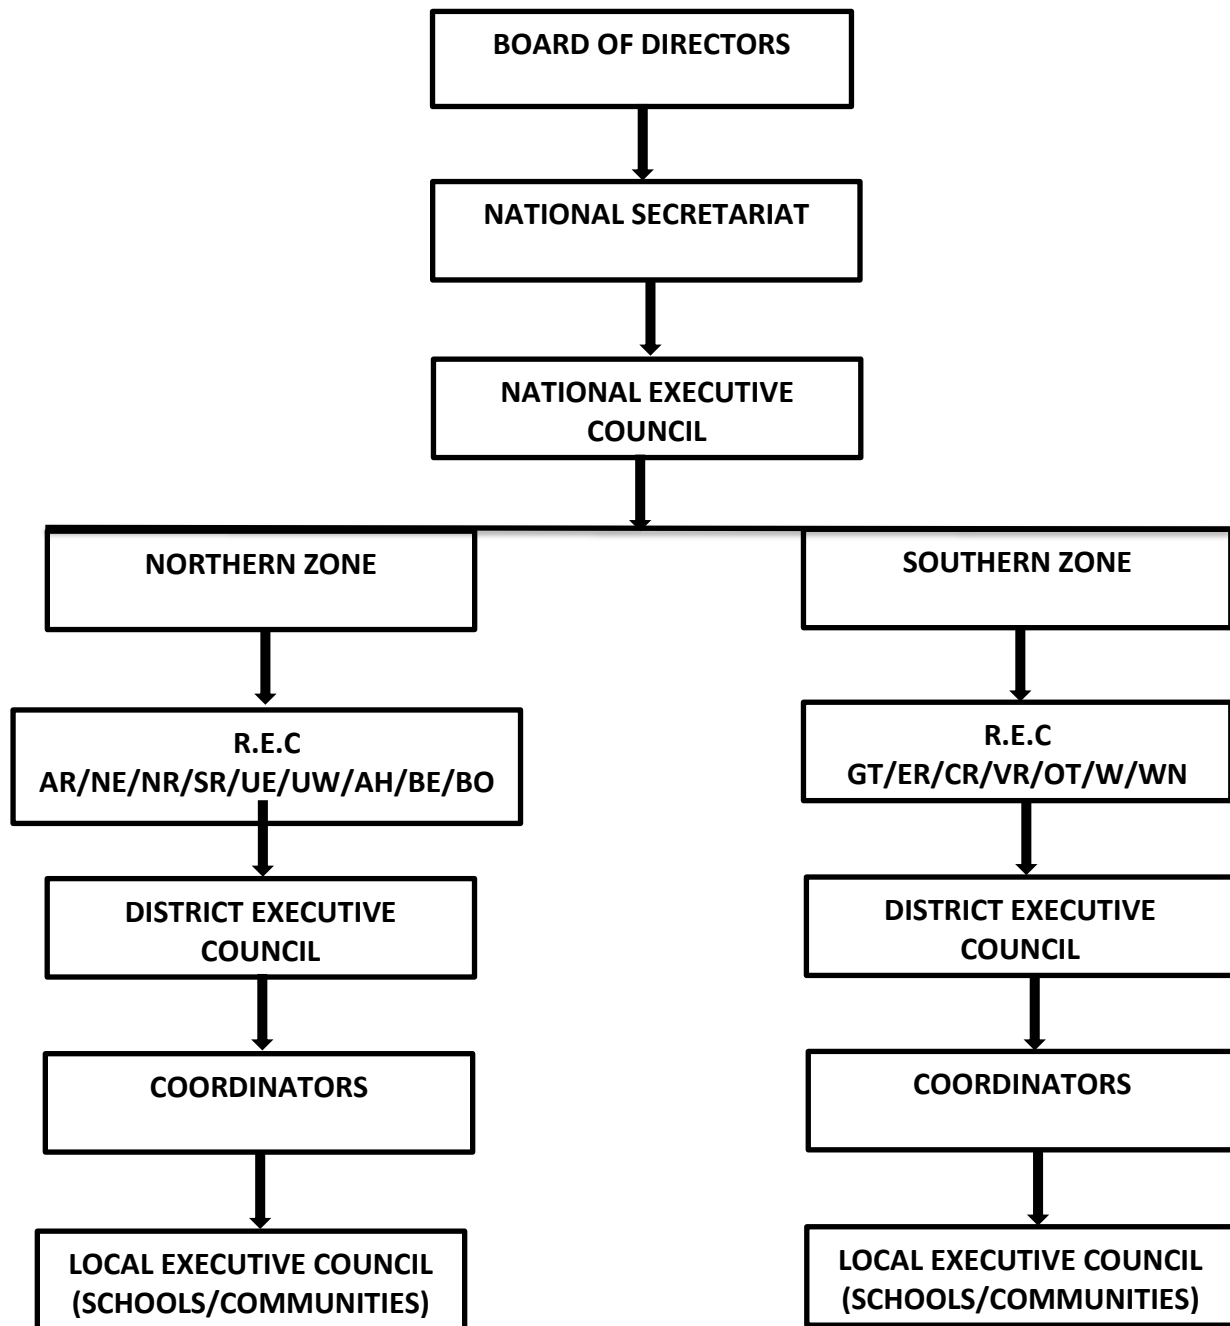 BOARD OF DIRECTORS
NATIONAL SECRETARIAT
NATIONAL EXECUTIVE
COUNCIL
NORTHERN ZONE
SOUTHERN ZONE
R.E.C
AR/NE/NR/SR/UE/UW/AH/BE/BO
R.E.C
GT/ER/CR/VR/OT/W/WN
DISTRICT EXECUTIVE
COUNCIL
DISTRICT EXECUTIVE
COUNCIL
COORDINATORS
COORDINATORS
LOCAL EXECUTIVE COUNCIL
(SCHOOLS/COMMUNITIES)
LOCAL EXECUTIVE COUNCIL
(SCHOOLS/COMMUNITIES)